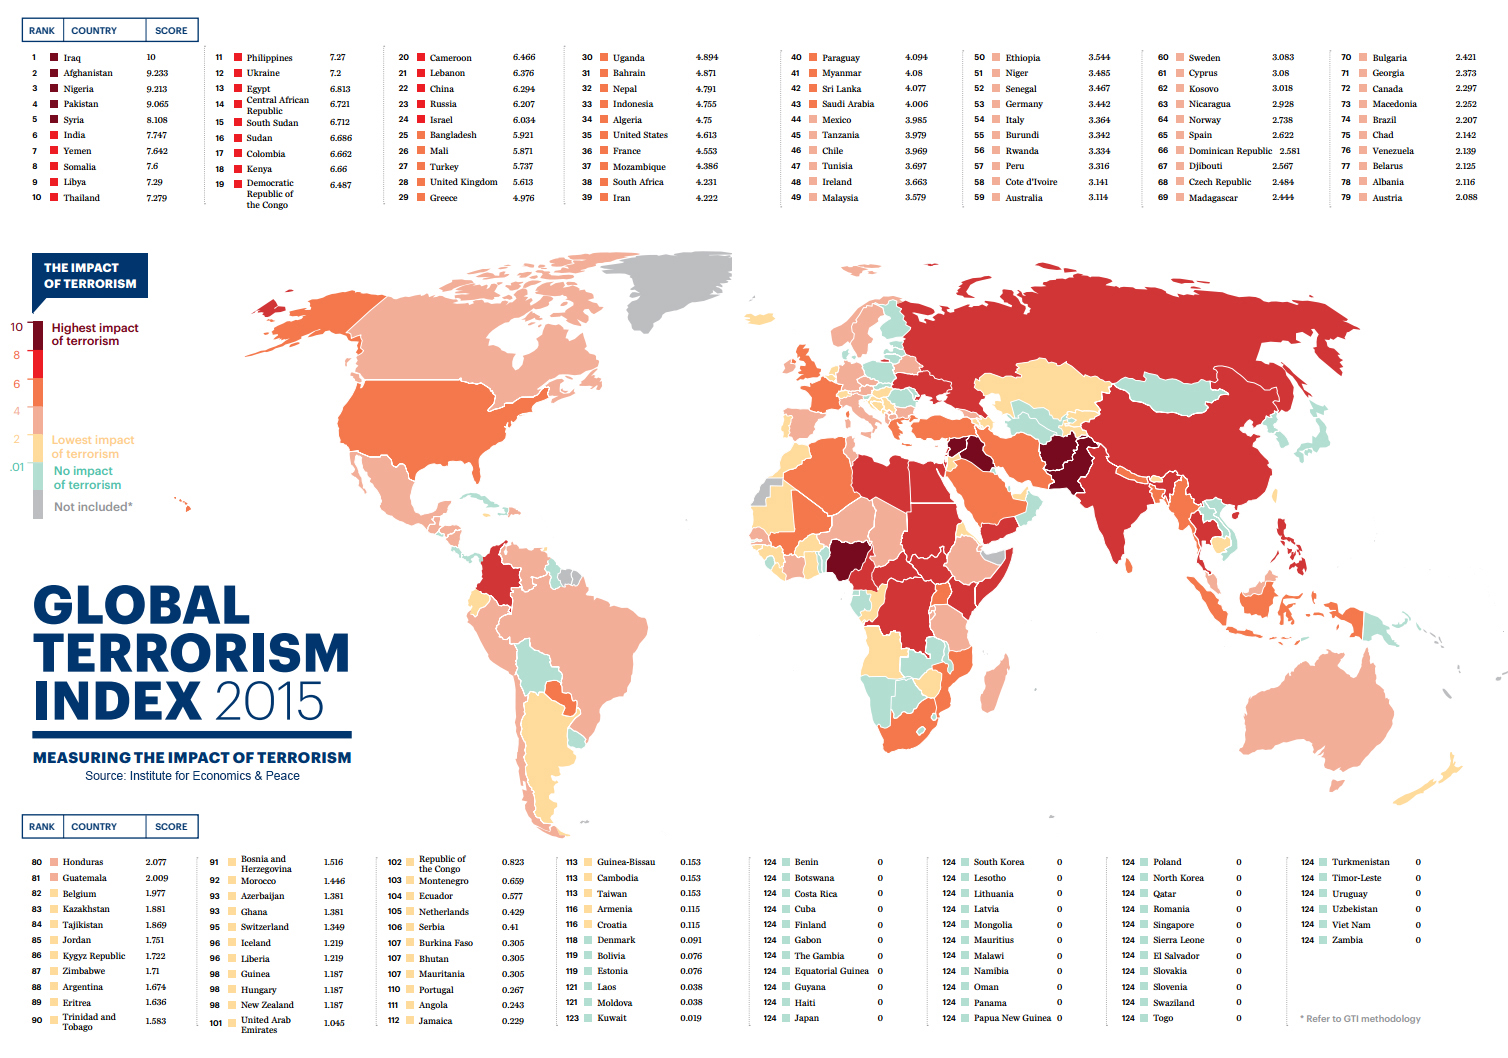 RANK COUNTRY SCORE
1 Iraq 10
2 Afghanistan 9.233
3 Nigeria 9.213
4 Pakistan 9.065
5 Syria 8.108
6 India 7.747
7 Yemen 7.642
8 Somalia 7.6
9 Libya 7.29
10 Thailand 7.279
11 Philippines 7.27
12 Ukraine 7.2
13 Egypt 6.813
14 Central African 6.721
Republic
15 South Sudan 6.712
16 Sudan 6.686
17 Colombia 6.662
18 Kenya 6.66
19 Democratic 6.487
Republic of
the Congo
20 Cameroon 6.466
21 Lebanon 6.376
22 China 6.294
23 Russia 6.207
24 Israel 6.034
25 Bangladesh 5.921
26 Mali 5.871
27 Turkey 5.737
28 United Kingdom 5.613
29 Greece 4.976
30 Uganda 4.894
31 Bahrain 4.871
32 Nepal 4.791
33 Indonesia 4.755
34 Algeria 4.75
35 United States 4.613
36 France 4.553
37 Mozambique 4.386
38 South Africa 4.231
39 Iran 4.222
40 Paraguay 4.094
41 Myanmar 4.08
42 Sri Lanka 4.077
43 Saudi Arabia 4.006
44 Mexico 3.985
45 Tanzania 3.979
46 Chile 3.969
47 Tunisia 3.697
48 Ireland 3.663
49 Malaysia 3.579
50 Ethiopia 3.544
51 Niger 3.485
52 Senegal 3.467
53 Germany 3.442
54 Italy 3.364
55 Burundi 3.342
56 Rwanda 3.334
57 Peru 3.316
58 Cote d'Ivoire 3.141
59 Australia 3.114
60 Sweden 3.083
61 Cyprus 3.08
62 Kosovo 3.018
63 Nicaragua 2.928
64 Norway 2.738
65 Spain 2.622
66 Dominican Republic 2.581
67 Djibouti 2.567
68 Czech Republic 2.484
69 Madagascar 2.444
70 Bulgaria 2.421
71 Georgia 2.373
72 Canada 2.297
73 Macedonia 2.252
74 Brazil 2.207
75 Chad 2.142
76 Venezuela 2.139
77 Belarus 2.125
78 Albania 2.116
79 Austria 2.088
THE IMPACT
OF TERRORISM
10 Highest impact
of terrorism
8
6
4
2 Lowest impact
of terrorism
.01 No impact
of terrorism
Not included*
GLOBAL
TERRORISM
INDEX 2015
MEASURING THE IMPACT OF TERRORISM
Source: Institute for Economics & Peace
RANK COUNTRY SCORE
80 Honduras 2.077
81 Guatemala 2.009
82 Belgium 1.977
83 Kazakhstan 1.881
84 Tajikistan 1.869
85 Jordan 1.751
86 Kygyz Republic 1.722
87 Zimbabwe 1.71
88 Argentina 1.674
89 Eritrea 1.636
90 Trinidad and 1.583
Tobago
91 Bosnia and 1.516
Herzegovina
92 Morocco 1.446
93 Azerbaijan 1.381
93 Ghana 1.381
95 Switzerland 1.349
96 Iceland 1.219
96 Liberia 1.219
98 Guinea 1.187
98 Hungary 1.187
98 New Zealand 1.187
101 United Arab 1.045
Emirates
102 Republic of 0.823
the Congo
103 Montenegro 0.659
104 Ecuador 0.577
105 Netherlands 0.429
106 Serbia 0.41
107 Burkina Faso 0.305
107 Bhutan 0.305
107 Mauritania 0.305
110 Portugal 0.267
111 Angola 0.243
112 Jamaica 0.229
113 Guinea-Bissau 0.153
113 Cambodia 0.153
113 Taiwan 0.153
116 Armenia 0.115
116 Croatia 0.115
118 Denmark 0.091
119 Bolivia 0.076
119 Estonia 0.076
121 Laos 0.038
121 Moldova 0.038
123 Kuwait 0.019
124 Benin 0
124 Botswana 0
124 Costa Rica 0
124 Cuba 0
124 Finland 0
124 Gabon 0
124 The Gambia 0
124 Equatorial Guinea 0
124 Guyana 0
124 Haiti 0
124 Japan 0
124 South Korea 0
124 Lesotho 0
124 Lithuania 0
124 Latvia 0
124 Mongolia 0
124 Mauritius 0
124 Malawi 0
124 Namibia 0
124 Oman 0
124 Panama 0
124 Papua New Guinea 0
124 Poland 0
124 North Korea 0
124 Qatar 0
124 Romania 0
124 Singapore 0
124 Sierra Leone 0
124 El Salvador 0
124 Slovakia 0
124 Slovenia 0
124 Swaziland 0
124 Togo 0
124 Turkmenistan 0
124 Timor-Leste 0
124 Uruguay 0
124 Uzbekistan 0
124 Viet Nam 0
124 Zambia 0
* Refer to GTI methodology